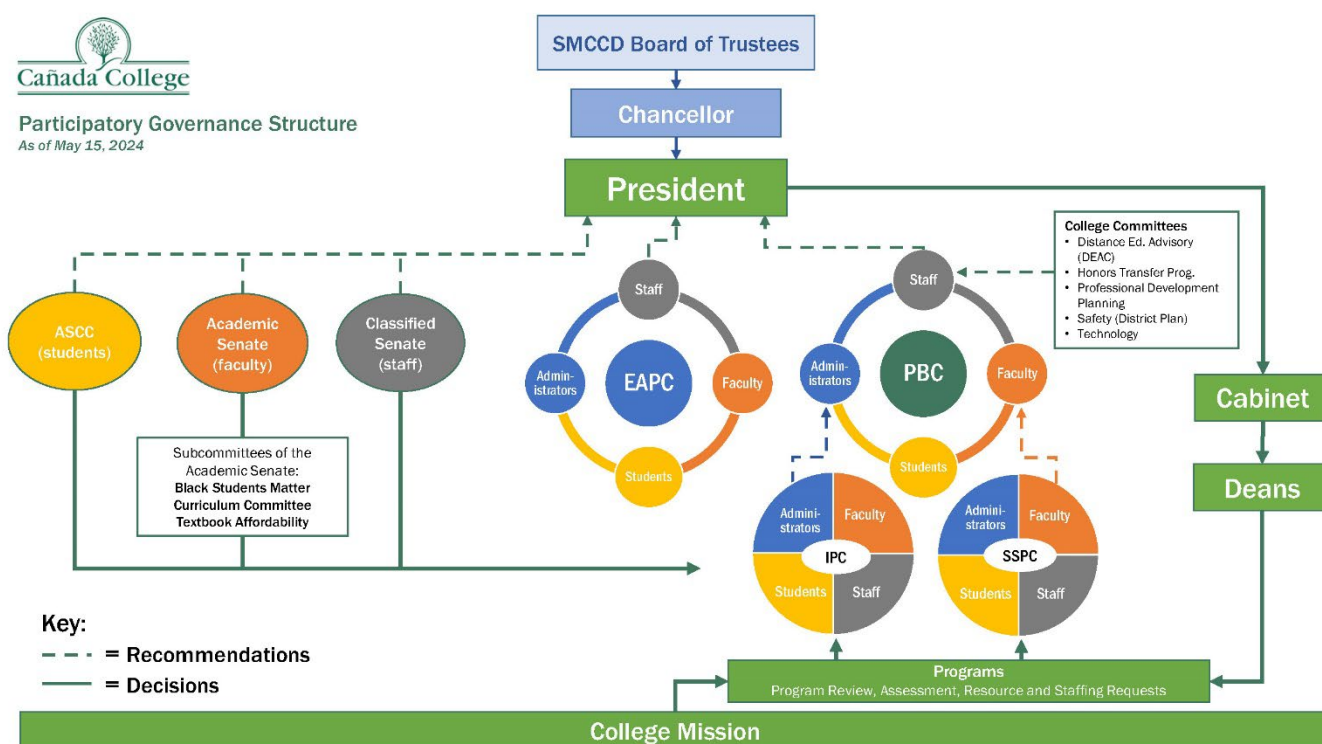 Cañada College
Participatory Governance Structure
As of May 15, 2024
SMCCD Board of Trustees
Chancellor
President
College Committees
• Distance Ed. Advisory
(DEAC)
• Honors Transfer Prog.
• Professional Development
Planning
• Safety (District Plan)
• Technology
ASCC
(students)
Academic
Senate
(faculty)
Classified
Senate
(staff)
Staff
Admin-
istrators
EAPC
Faculty
Students
Staff
Admin-
istrators
PBC
Faculty
Students
Cabinet
Deans
Subcommittees of the
Academic Senate:
Black Students Matter
Curriculum Committee
Textbook Affordability
Admini-
strators
Faculty
IPC
Students
Staff
Admini-
strators
Faculty
SSPC
Students
Staff
Key:
= Recommendations
= Decisions
Programs
Program Review, Assessment, Resource and Staffing Requests
College Mission